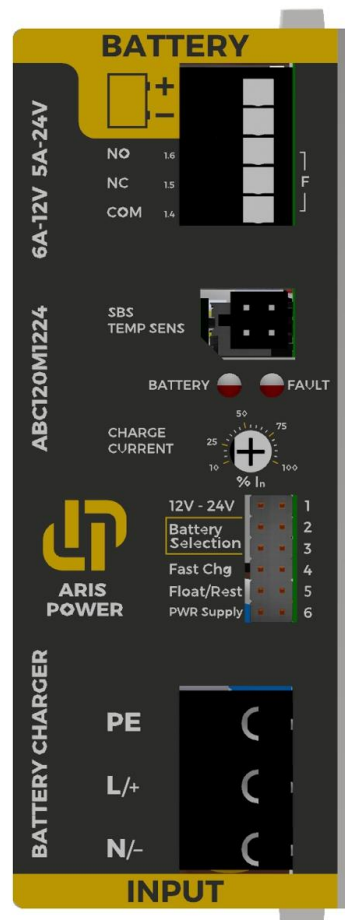 BATTERY
+
−
6A-12V 5A-24V
NO 1.6
NC 1.5
COM 1.4
F
ABC120M1224
SBS
TEMP SENS
BATTERY FAULT
CHARGE
CURRENT
10 25 50 75 100
% In
12V - 24V 1
Battery 2
Selection 3
Fast Chg 4
Float/Rest 5
PWR Supply 6
ARIS
POWER
BATTERY CHARGER
PE
L/+
N/-
INPUT